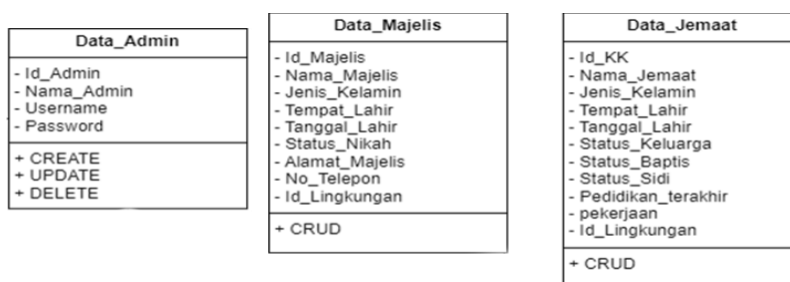 Data_Admin
- Id_Admin
- Nama_Admin
- Username
- Password
+ CREATE
+ UPDATE
+ DELETE
Data_Majelis
- Id_Majelis
- Nama_Majelis
- Jenis_Kelamin
- Tempat_Lahir
- Tanggal_Lahir
- Status_Nikah
- Alamat_Majelis
- No_Telepon
- Id_Lingkungan
+ CRUD
Data_Jemaat
- Id_KK
- Nama_Jemaat
- Jenis_Kelamin
- Tempat_Lahir
- Tanggal_Lahir
- Status_Keluarga
- Status_Baptis
- Status_Sidi
- Pedidikan_terakhir
- pekerjaan
- Id_Lingkungan
+ CRUD